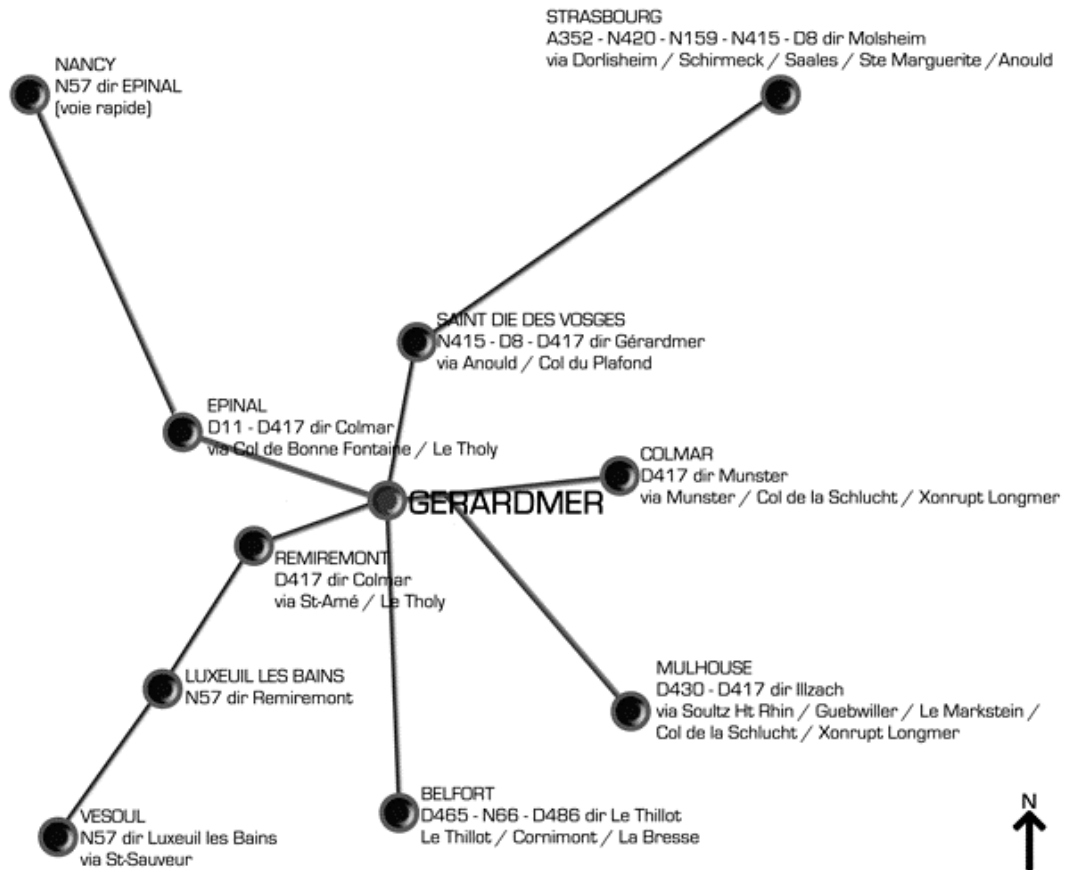 STRASBOURG
A352 - N420 - N159 - N415 - D8 dir Molsheim
via Dorlisheim / Schirmeck / Saales / Ste Marguerite /Anould
NANCY
N57 dir EPINAL
(voie rapide)
SAINT DIE DES VOSGES
N415 - D8 - D417 dir Gérardmer
via Anould / Col du Plafond
EPINAL
D11 - D417 dir Colmar
via Col de Bonne Fontaine / Le Tholy
COLMAR
D417 dir Munster
via Munster / Col de la Schlucht / Xonrupt Longmer
GERARDMER
REMIREMONT
D417 dir Colmar
via St-Amé / Le Tholy
LUXEUIL LES BAINS
N57 dir Remiremont
MULHOUSE
D430 - D417 dir Illzach
via Soultz Ht Rhin / Guebwiller / Le Markstein /
Col de la Schlucht / Xonrupt Longmer
BELFORT
D465 - N66 - D486 dir Le Thillot
Le Thillot / Cornimont / La Bresse
VESOUL
N57 dir Luxeuil les Bains
via St-Sauveur
N